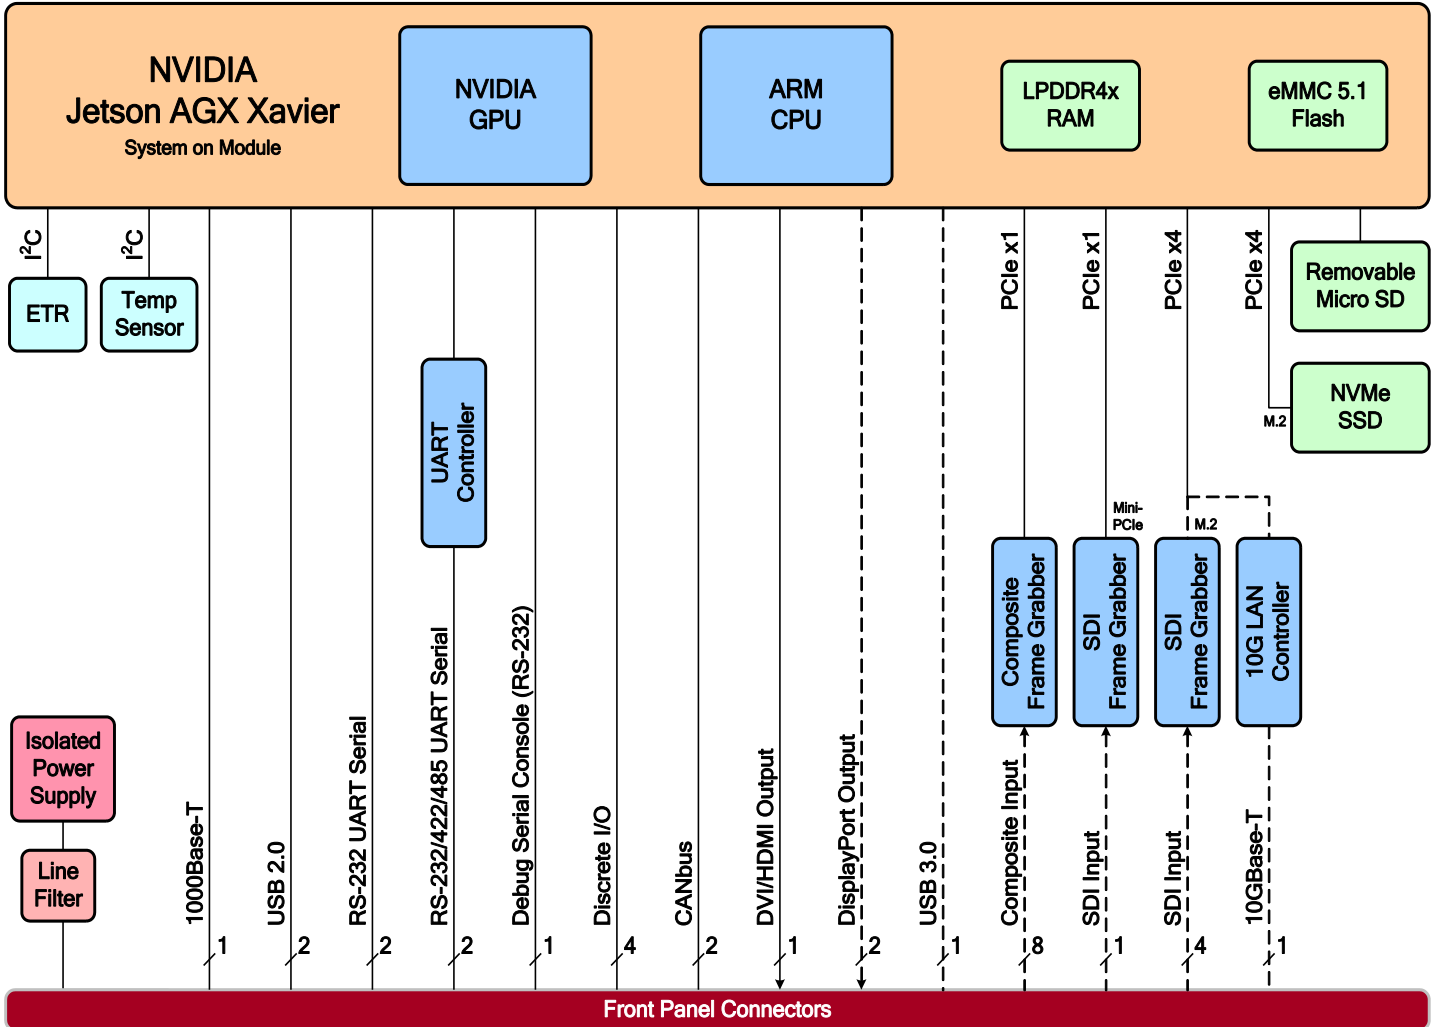 NVIDIA
Jetson AGX Xavier
System on Module
NVIDIA
GPU
ARM
CPU
LPDDR4x
RAM
eMMC 5.1
Flash
I²C
I²C
PCIe x1
PCIe x1
PCIe x4
PCIe x4
ETR
Temp
Sensor
Removable
Micro SD
NVMe
SSD
M.2
UART
Controller
Mini-
PCIe
M.2
Composite
Frame Grabber
SDI
Frame Grabber
SDI
Frame Grabber
10G LAN
Controller
Isolated
Power
Supply
Line
Filter
1000Base-T
USB 2.0
RS-232 UART Serial
RS-232/422/485 UART Serial
Debug Serial Console (RS-232)
Discrete I/O
CANbus
DVI/HDMI Output
DisplayPort Output
USB 3.0
Composite Input
SDI Input
SDI Input
10GBase-T
1
2
2
2
1
4
2
1
2
1
8
1
4
1
Front Panel Connectors